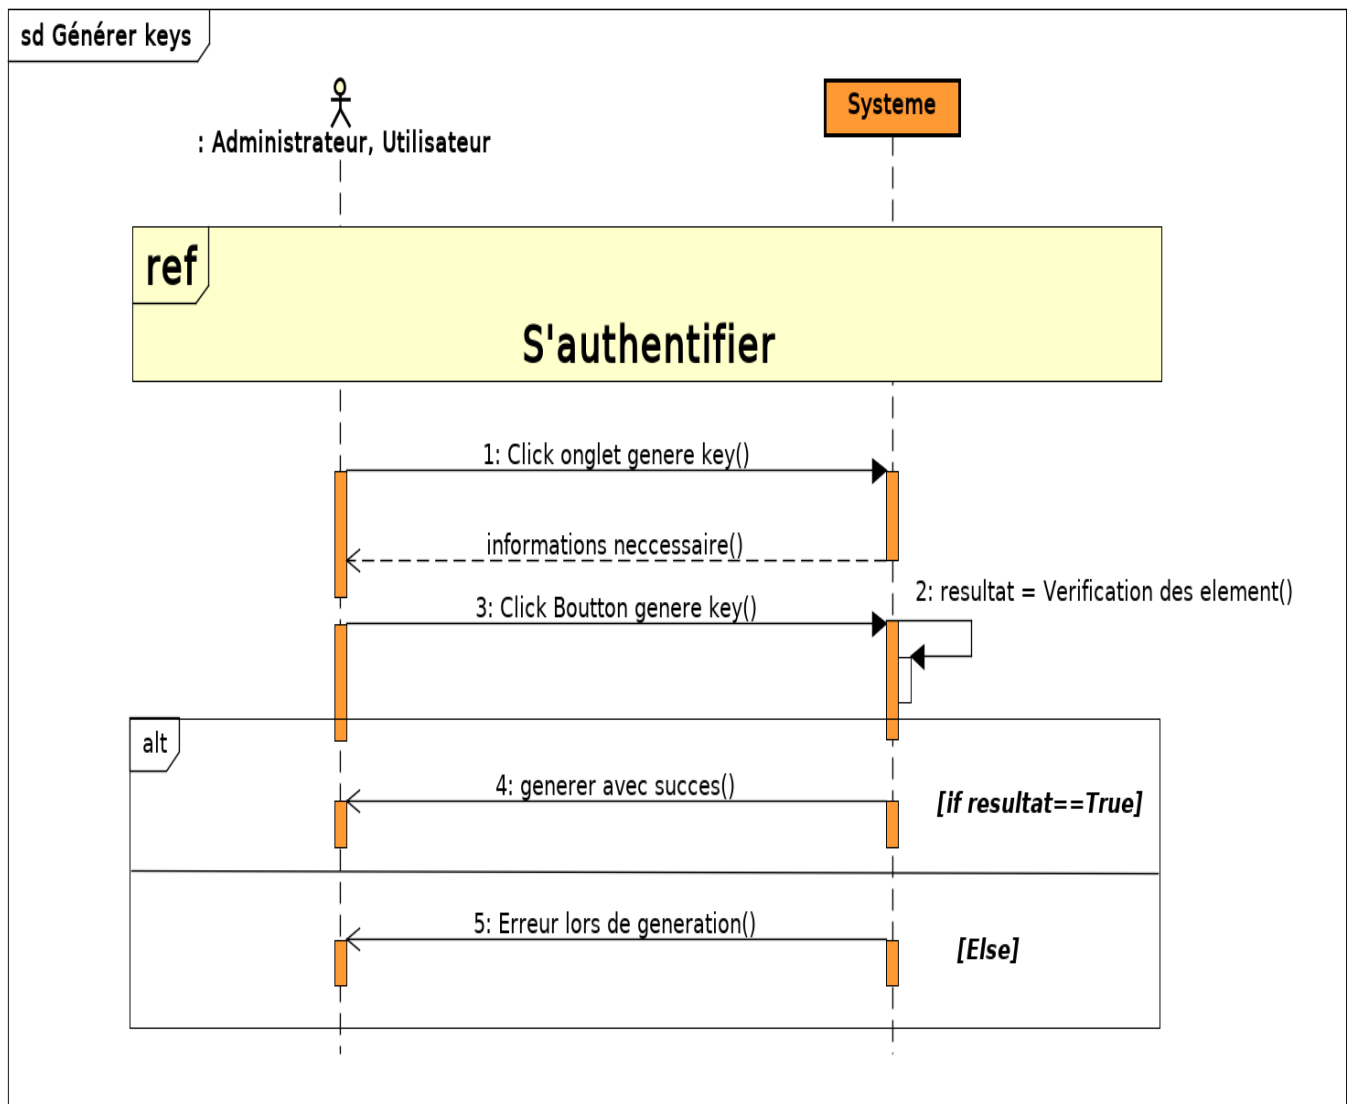 sd Générer keys
: Administrateur, Utilisateur
Systeme
ref
S'authentifier
1: Click onglet genere key()
informations neccessaire()
2: resultat = Verification des element()
3: Click Boutton genere key()
alt
4: generer avec succes()
[if resultat==True]
5: Erreur lors de generation()
[Else]